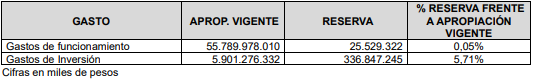 GASTO APROP. VIGENTE RESERVA % RESERVA FRENTE A APROPIACIÓN VIGENTE
Gastos de funcionamiento 55.789.978.010 25.529.322 0,05%
Gastos de Inversión 5.901.276.332 336.847.245 5,71%
Cifras en miles de pesos